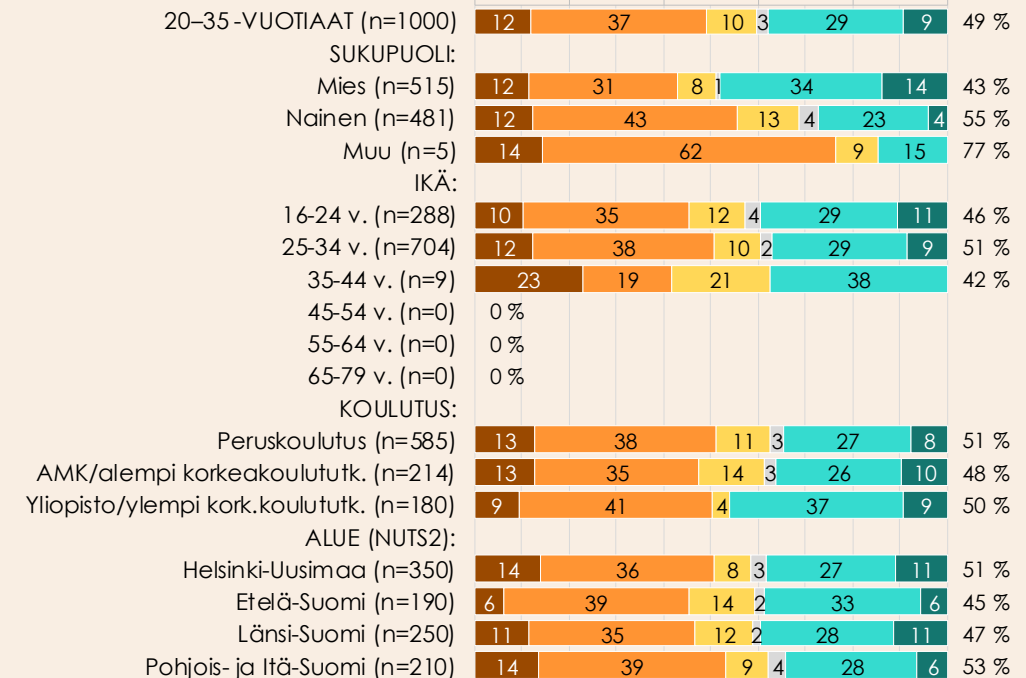 20–35 -VUOTIAAT (n=1000) 12 37 10 3 29 9 49 %
SUKUPUOLI:
Mies (n=515) 12 31 8 1 34 14 43 %
Nainen (n=481) 12 43 13 4 23 4 55 %
Muu (n=5) 14 62 9 15 77 %
IKÄ:
16-24 v. (n=288) 10 35 12 4 29 11 46 %
25-34 v. (n=704) 12 38 10 2 29 9 51 %
35-44 v. (n=9) 23 19 21 38 42 %
45-54 v. (n=0) 0 %
55-64 v. (n=0) 0 %
65-79 v. (n=0) 0 %
KOULUTUS:
Peruskoulutus (n=585) 13 38 11 3 27 8 51 %
AMK/alempi korkeakoulututk. (n=214) 13 35 14 3 26 10 48 %
Yliopisto/ylempi kork.koulututk. (n=180) 9 41 4 37 9 50 %
ALUE (NUTS2):
Helsinki-Uusimaa (n=350) 14 36 8 3 27 11 51 %
Etelä-Suomi (n=190) 6 39 14 2 33 6 45 %
Länsi-Suomi (n=250) 11 35 12 2 28 11 47 %
Pohjois- ja Itä-Suomi (n=210) 14 39 9 4 28 6 53 %